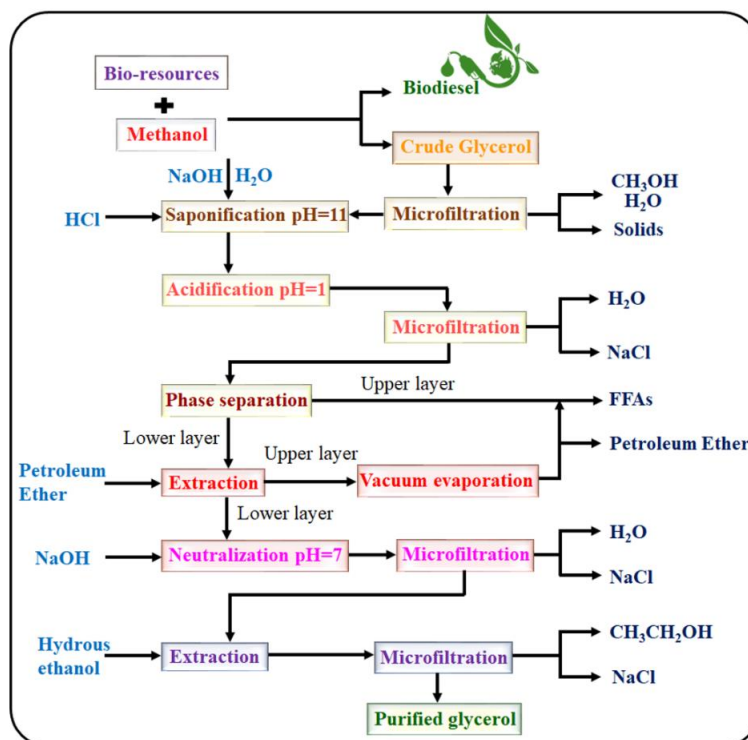 Bio-resources
+
Methanol
Biodiesel
Crude Glycerol
NaOH H₂O
HCl
Saponification pH=11
Microfiltration
CH₃OH
H₂O
Solids
Acidification pH=1
Microfiltration
H₂O
NaCl
Upper layer
Phase separation
FFAs
Lower layer
Upper layer
Petroleum Ether
Petroleum
Ether
Extraction
Vacuum evaporation
Lower layer
NaOH
Neutralization pH=7
Microfiltration
H₂O
NaCl
Hydrous
ethanol
Extraction
Microfiltration
CH₃CH₂OH
NaCl
Purified glycerol